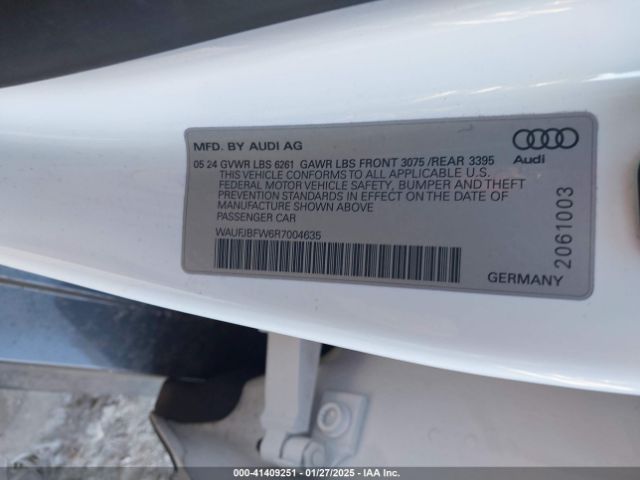 MFD. BY AUDI AG
05 24 GVWR LBS 6261 GAWR LBS FRONT 3075 /REAR 3395
THIS VEHICLE CONFORMS TO ALL APPLICABLE U.S.
FEDERAL MOTOR VEHICLE SAFETY, BUMPER AND THEFT
PREVENTION STANDARDS IN EFFECT ON THE DATE OF
MANUFACTURE SHOWN ABOVE
PASSENGER CAR
WAUFJBFW6R7004635
Audi
2061003
GERMANY
000-41409251 - 01/27/2025 - IAA Inc.